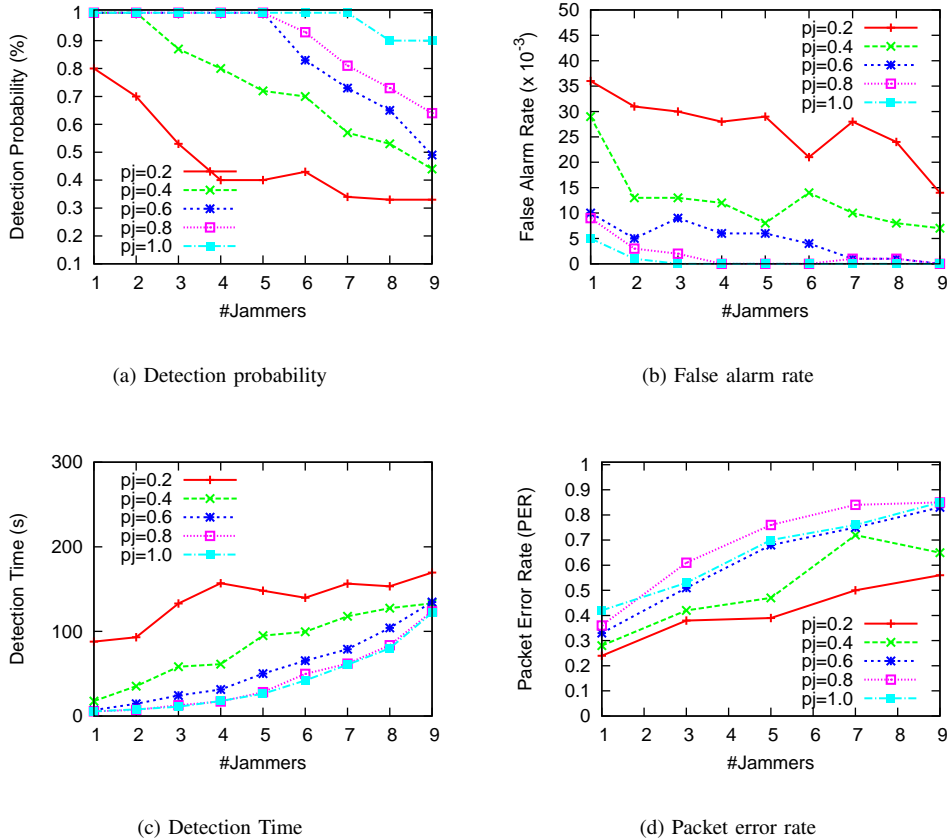 Detection Probability (%)
1
0.9
0.8
0.7
0.6
0.5
0.4
0.3
0.2
0.1
pj=0.2
pj=0.4
pj=0.6
pj=0.8
pj=1.0
1 2 3 4 5 6 7 8 9
#Jammers
(a) Detection probability
False Alarm Rate (x 10-3)
50
45
40
35
30
25
20
15
10
5
0
pj=0.2
pj=0.4
pj=0.6
pj=0.8
pj=1.0
1 2 3 4 5 6 7 8 9
#Jammers
(b) False alarm rate
Detection Time (s)
300
200
100
0
pj=0.2
pj=0.4
pj=0.6
pj=0.8
pj=1.0
1 2 3 4 5 6 7 8 9
#Jammers
(c) Detection Time
Packet Error Rate (PER)
1
0.9
0.8
0.7
0.6
0.5
0.4
0.3
0.2
0.1
0
pj=0.2
pj=0.4
pj=0.6
pj=0.8
pj=1.0
1 2 3 4 5 6 7 8 9
#Jammers
(d) Packet error rate